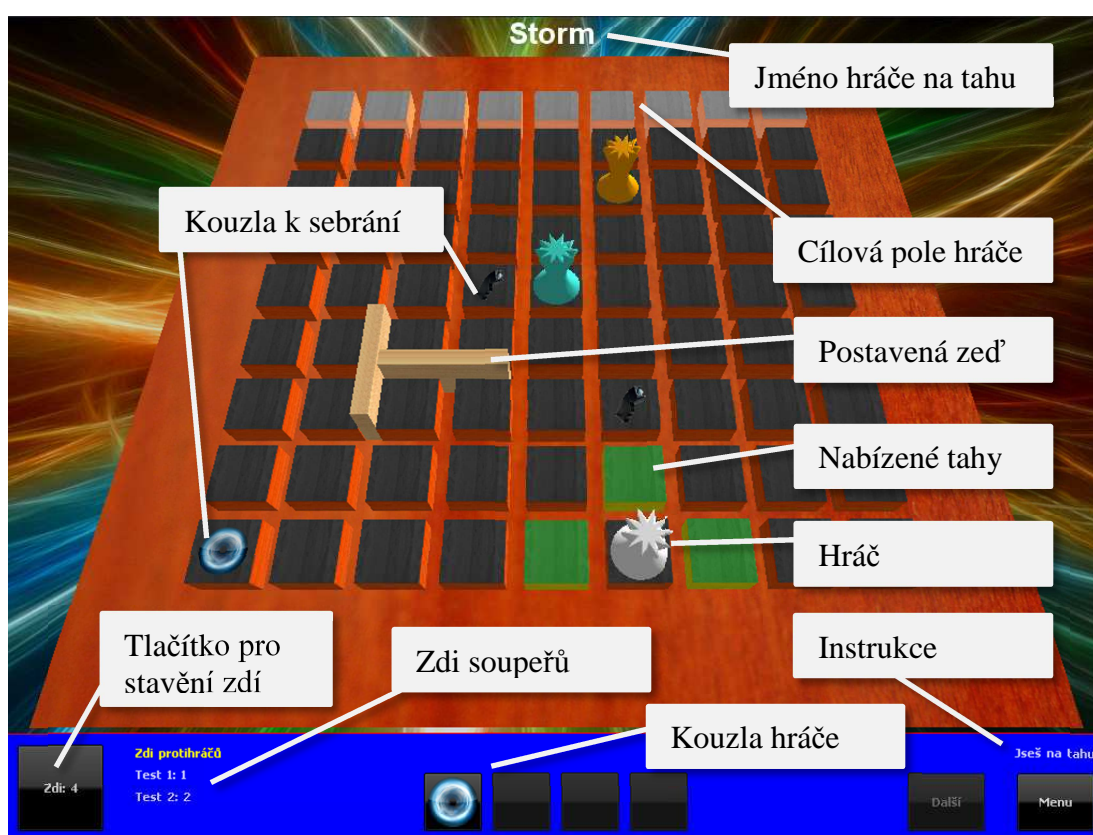 Storm
Jméno hráče na tahu
Kouzla k sebrání
Cílová pole hráče
Postavená zeď
Nabízené tahy
Hráč
Tlačítko pro
stavění zdí
Zdi soupeřů
Instrukce
Kouzla hráče
Zdi protihráčů
Test 1: 1
Test 2: 2
Zdi: 4
Jseš na tahu
Další
Menu